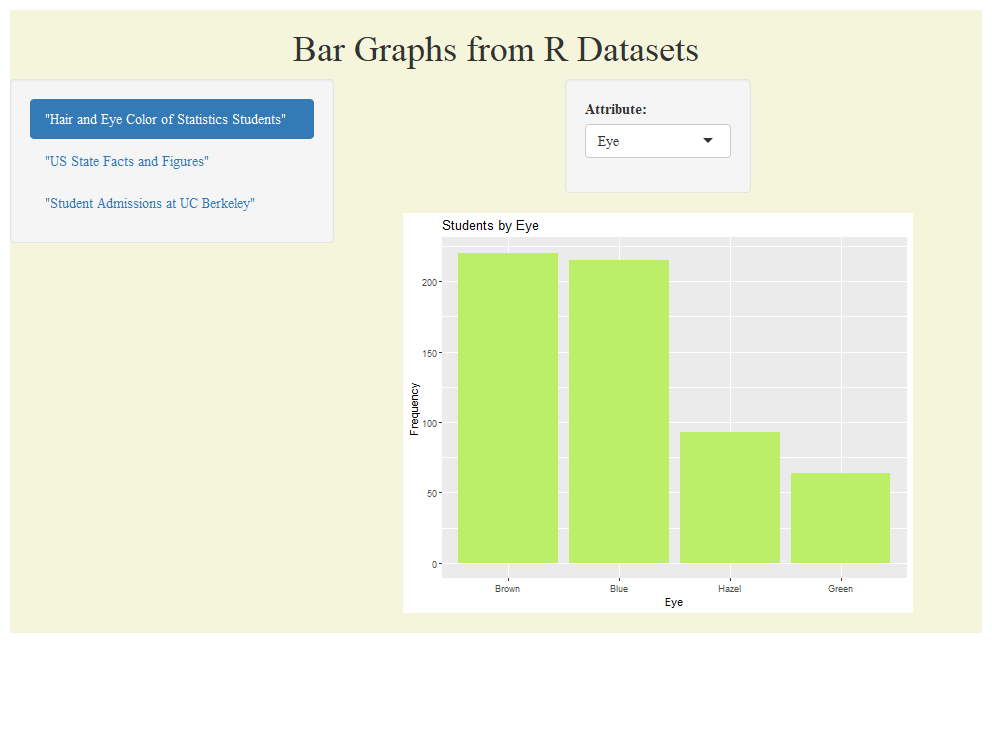 Bar Graphs from R Datasets
"Hair and Eye Color of Statistics Students"
"US State Facts and Figures"
"Student Admissions at UC Berkeley"
Attribute:
Eye
Students by Eye
Frequency
200
150
100
50
0
Brown Blue Hazel Green
Eye